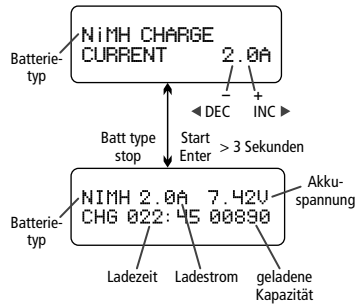 NiMH CHARGE
CURRENT 2.0A
Batterie-
typ
– +
◀ DEC INC ▶
Batt type
stop
Start
Enter
> 3 Sekunden
NIMH 2.0A 7.42V
CHG 022:45 00890
Akku-
spannung
Batterie-
typ
Ladezeit Ladestrom geladene
Kapazität